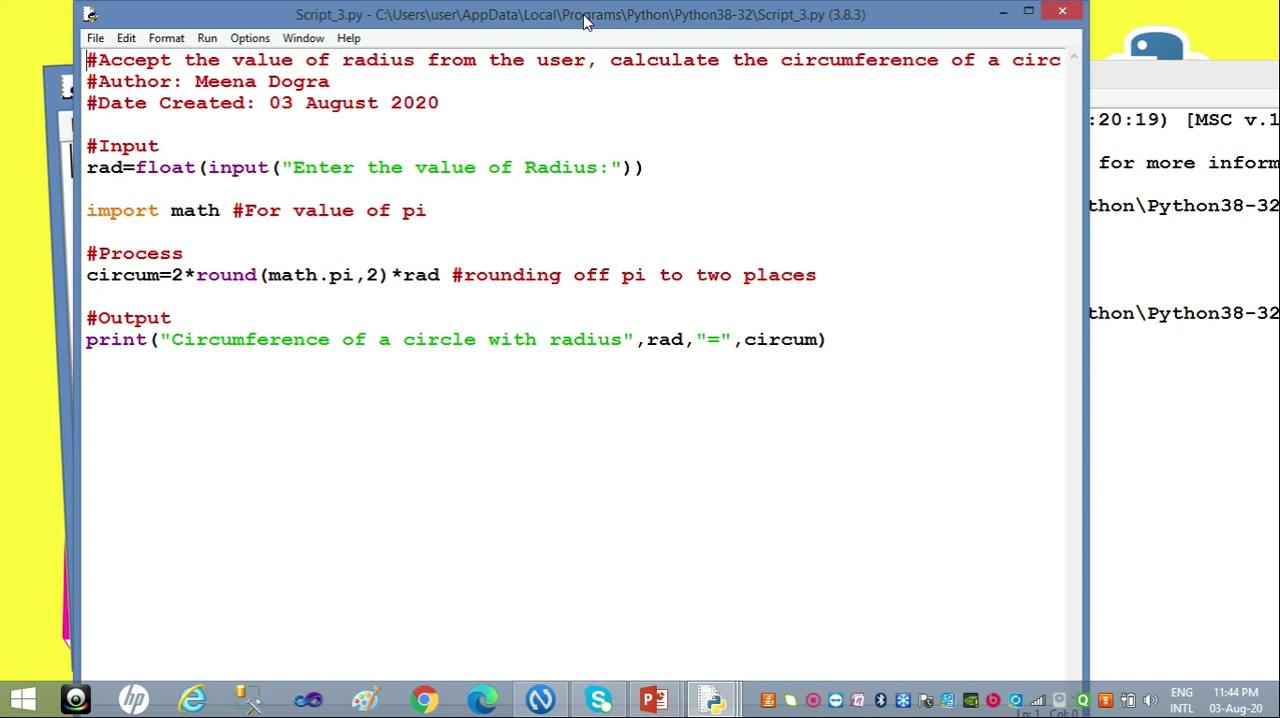 Script_3.py - C:\Users\user\AppData\Local\Programs\Python\Python38-32\Script_3.py (3.8.3)
File Edit Format Run Options Window Help
#Accept the value of radius from the user, calculate the circumference of a circ
#Author: Meena Dogra
#Date Created: 03 August 2020
#Input
rad=float(input("Enter the value of Radius:"))
import math #For value of pi
#Process
circum=2*round(math.pi,2)*rad #rounding off pi to two places
#Output
print("Circumference of a circle with radius",rad,"=",circum)
:20:19) [MSC v.1
for more inform
thon\Python38-32
thon\Python38-32
Ln: 1 Col: 0
ENG
INTL
11:44 PM
03-Aug-20